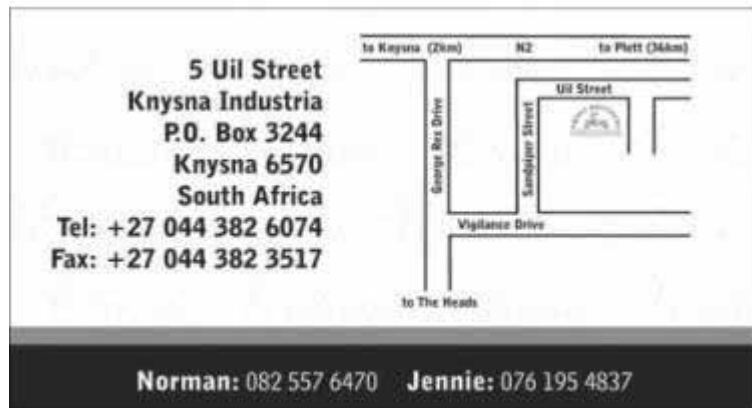 5 Uil Street
Knysna Industria
P.O. Box 3244
Knysna 6570
South Africa
Tel: +27 044 382 6074
Fax: +27 044 382 3517
to Knysna (2km) N2 to Plett (36km)
Uil Street
George Rex Drive
Sandpiper Street
Vigilance Drive
to The Heads
Norman: 082 557 6470 Jennie: 076 195 4837